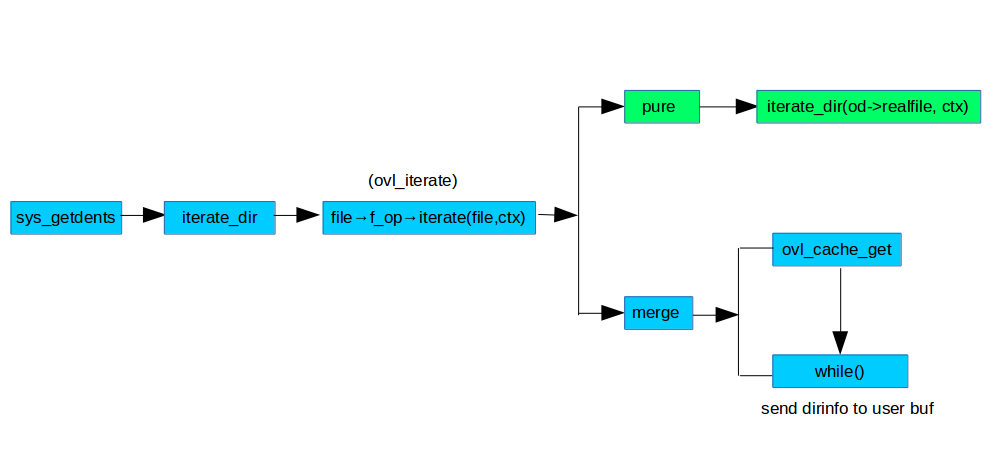 pure
iterate_dir(od->realfile, ctx)
(ovl_iterate)
sys_getdents
iterate_dir
file→f_op→iterate(file,ctx)
ovl_cache_get
merge
while()
send dirinfo to user buf